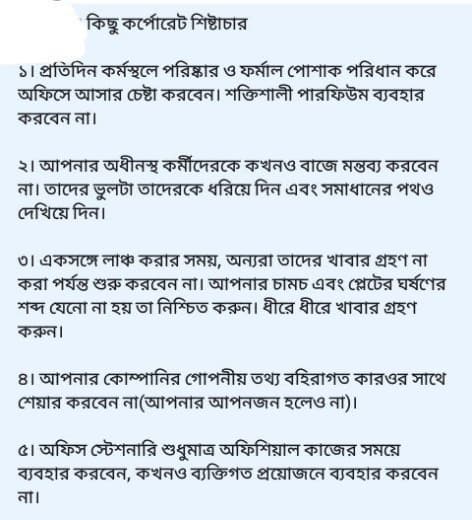 কিছু কর্পোরেট শিষ্টাচার
১। প্রতিদিন কর্মস্থলে পরিষ্কার ও ফর্মাল পোশাক পরিধান করে
অফিসে আসার চেষ্টা করবেন। শক্তিশালী পারফিউম ব্যবহার
করবেন না।
২। আপনার অধীনস্থ কর্মীদেরকে কখনও বাজে মন্তব্য করবেন
না। তাদের ভুলটা তাদেরকে ধরিয়ে দিন এবং সমাধানের পথও
দেখিয়ে দিন।
৩। একসঙ্গে লাঞ্চ করার সময়, অন্যরা তাদের খাবার গ্রহণ না
করা পর্যন্ত শুরু করবেন না। আপনার চামচ এবং প্লেটের ঘর্ষণের
শব্দ যেনো না হয় তা নিশ্চিত করুন। ধীরে ধীরে খাবার গ্রহণ
করুন।
৪। আপনার কোম্পানির গোপনীয় তথ্য বহিরাগত কারওর সাথে
শেয়ার করবেন না(আপনার আপনজন হলেও না)।
৫। অফিস স্টেশনারি শুধুমাত্র অফিশিয়াল কাজের সময়ে
ব্যবহার করবেন, কখনও ব্যক্তিগত প্রয়োজনে ব্যবহার করবেন
না।